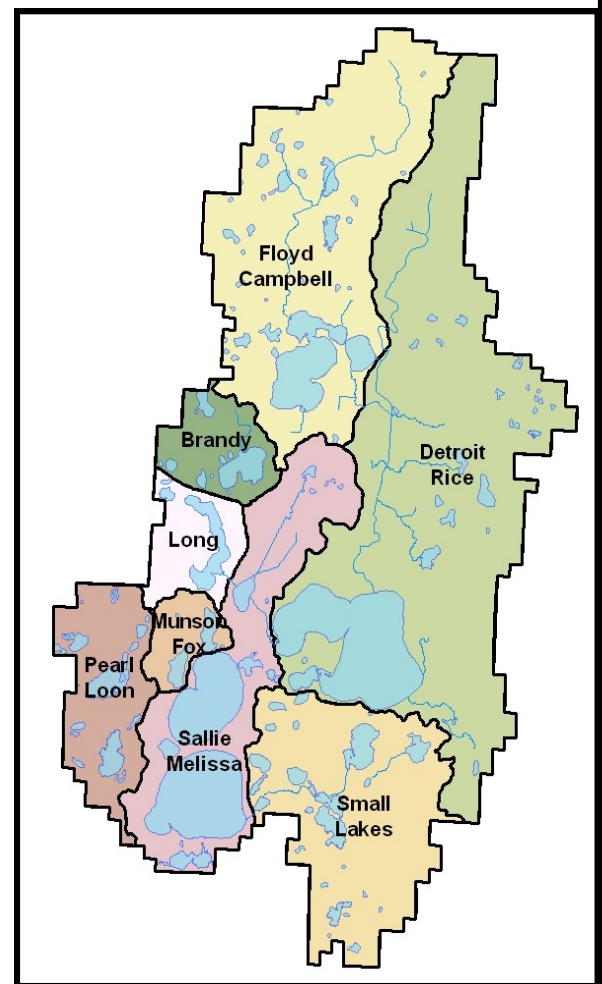 Floyd
Campbell
Brandy
Detroit
Rice
Long
Munson
Fox
Pearl
Loon
Sallie
Melissa
Small
Lakes